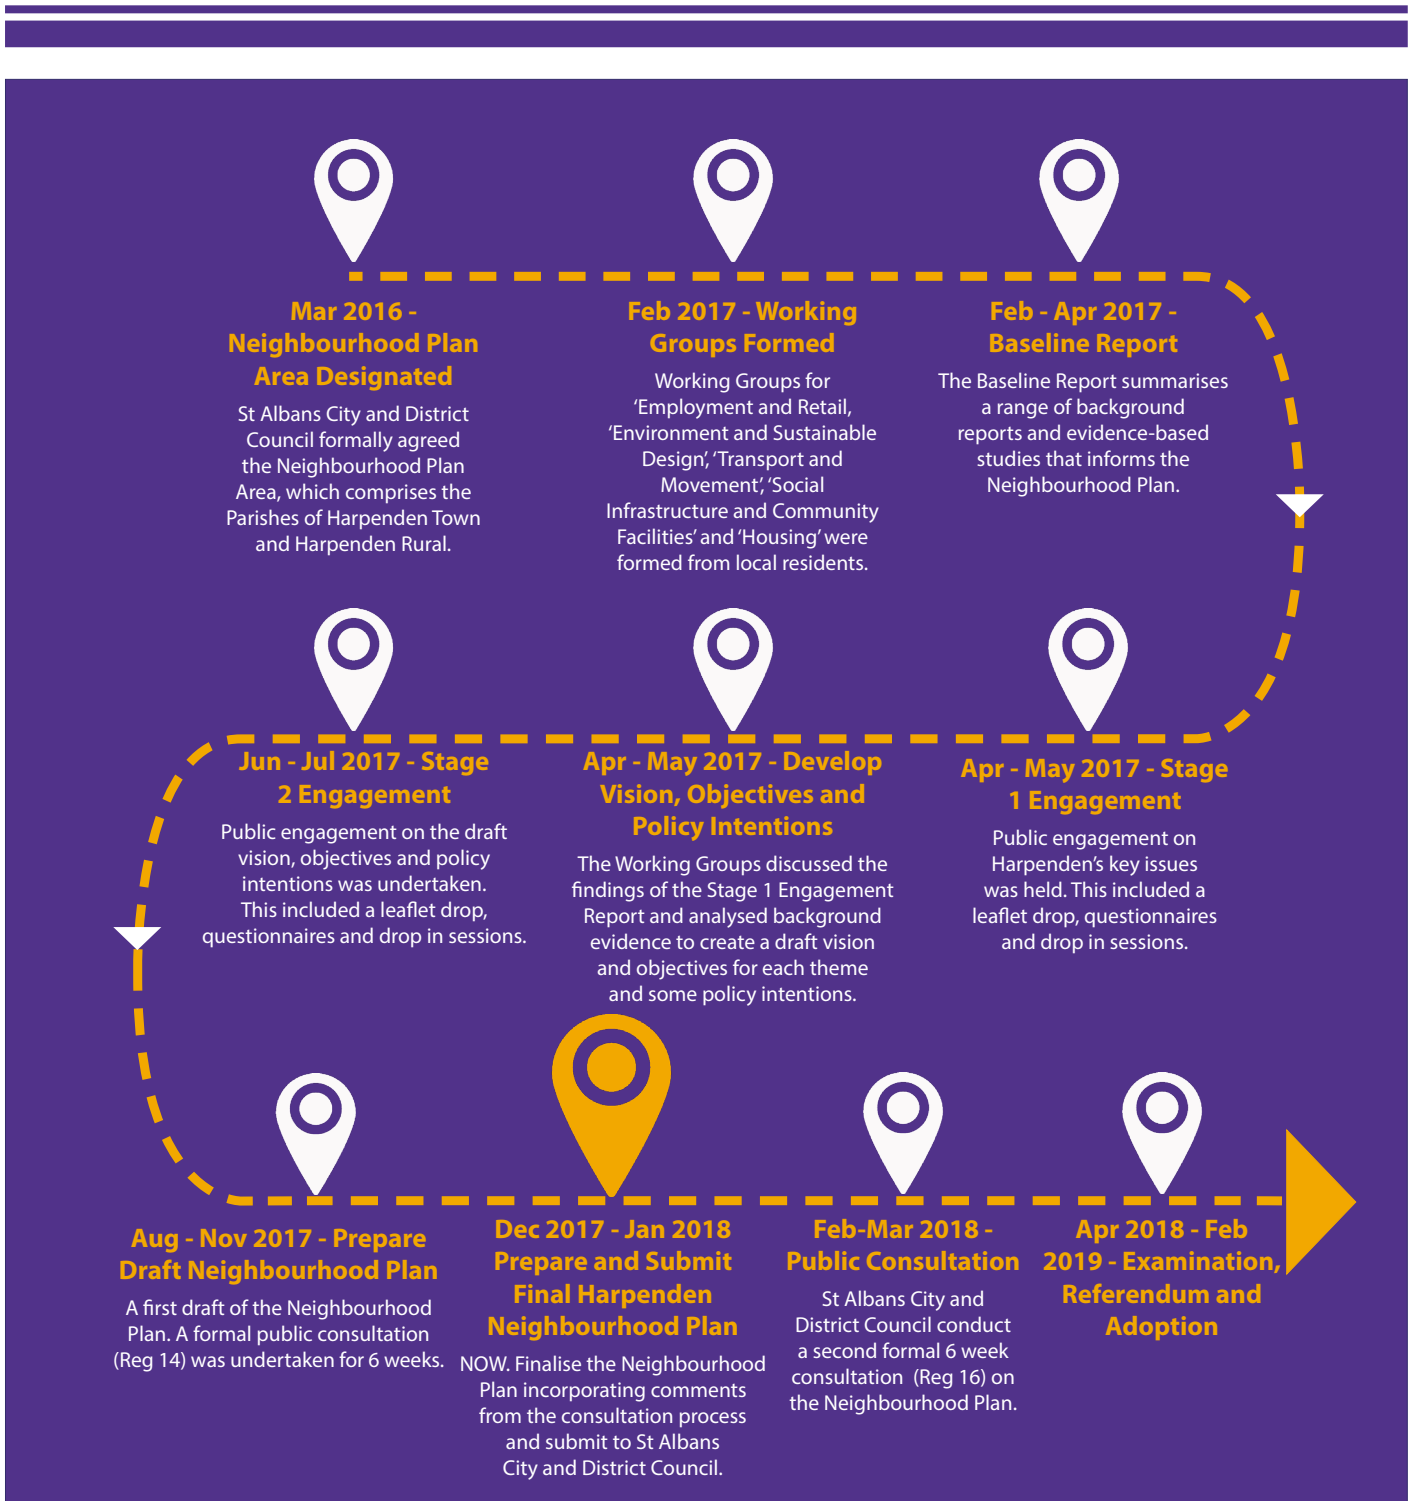 Mar 2016 -
Neighbourhood Plan
Area Designated
St Albans City and District
Council formally agreed
the Neighbourhood Plan
Area, which comprises the
Parishes of Harpenden Town
and Harpenden Rural.
Feb 2017 - Working
Groups Formed
Working Groups for
‘Employment and Retail,
‘Environment and Sustainable
Design’, ‘Transport and
Movement’, ‘Social
Infrastructure and Community
Facilities’ and ‘Housing’ were
formed from local residents.
Feb - Apr 2017 -
Baseline Report
The Baseline Report summarises
a range of background
reports and evidence-based
studies that informs the
Neighbourhood Plan.
Apr - May 2017 - Stage
1 Engagement
Public engagement on
Harpenden’s key issues
was held. This included a
leaflet drop, questionnaires
and drop in sessions.
Apr - May 2017 - Develop
Vision, Objectives and
Policy Intentions
The Working Groups discussed the
findings of the Stage 1 Engagement
Report and analysed background
evidence to create a draft vision
and objectives for each theme
and some policy intentions.
Jun - Jul 2017 - Stage
2 Engagement
Public engagement on the draft
vision, objectives and policy
intentions was undertaken.
This included a leaflet drop,
questionnaires and drop in sessions.
Aug - Nov 2017 - Prepare
Draft Neighbourhood Plan
A first draft of the Neighbourhood
Plan. A formal public consultation
(Reg 14) was undertaken for 6 weeks.
Dec 2017 - Jan 2018
Prepare and Submit
Final Harpenden
Neighbourhood Plan
NOW. Finalise the Neighbourhood
Plan incorporating comments
from the consultation process
and submit to St Albans
City and District Council.
Feb-Mar 2018 -
Public Consultation
St Albans City and
District Council conduct
a second formal 6 week
consultation (Reg 16) on
the Neighbourhood Plan.
Apr 2018 - Feb
2019 - Examination,
Referendum and
Adoption